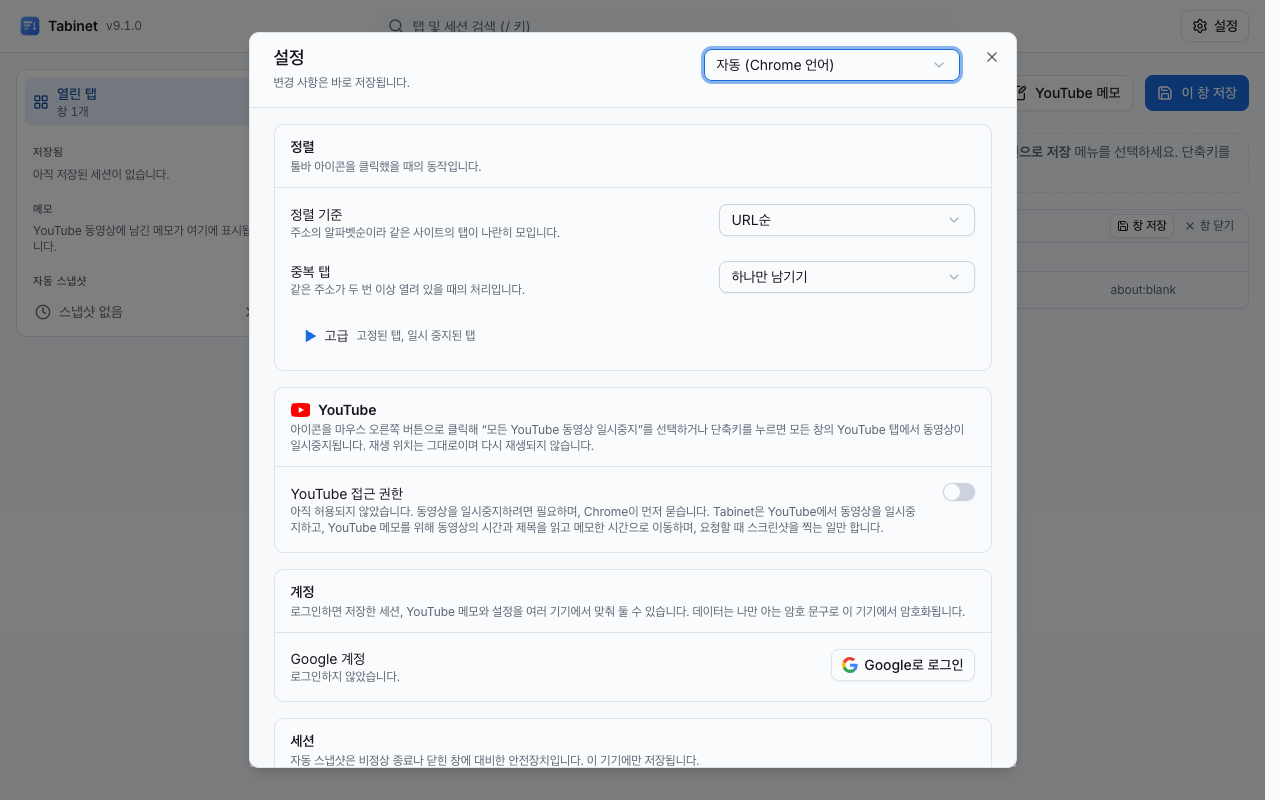 Tabinet v9.1.0
탭 및 세션 검색 (/ 키)
설정
열린 탭
창 1개
저장됨
아직 저장된 세션이 없습니다.
메모
YouTube 동영상에 남긴 메모가 여기에 표시됩
니다.
자동 스냅샷
스냅샷 없음
YouTube 메모
이 창 저장
으로 저장 메뉴를 선택하세요. 단축키를
창 저장
창 닫기
about:blank
설정
변경 사항은 바로 저장됩니다.
자동 (Chrome 언어)
정렬
툴바 아이콘을 클릭했을 때의 동작입니다.
정렬 기준
주소의 알파벳순이라 같은 사이트의 탭이 나란히 모입니다.
URL순
중복 탭
같은 주소가 두 번 이상 열려 있을 때의 처리입니다.
하나만 남기기
고급 고정된 탭, 일시 중지된 탭
YouTube
아이콘을 마우스 오른쪽 버튼으로 클릭해 “모든 YouTube 동영상 일시중지”를 선택하거나 단축키를 누르면 모든 창의 YouTube 탭에서 동영상이
일시중지됩니다. 재생 위치는 그대로이며 다시 재생되지 않습니다.
YouTube 접근 권한
아직 허용되지 않았습니다. 동영상을 일시중지하려면 필요하며, Chrome이 먼저 묻습니다. Tabinet은 YouTube에서 동영상을 일시중
지하고, YouTube 메모를 위해 동영상의 시간과 제목을 읽고 메모한 시간으로 이동하며, 요청할 때 스크린샷을 찍는 일만 합니다.
계정
로그인하면 저장한 세션, YouTube 메모와 설정을 여러 기기에서 맞춰 둘 수 있습니다. 데이터는 나만 아는 암호 문구로 이 기기에서 암호화됩니다.
Google 계정
로그인하지 않았습니다.
Google로 로그인
세션
자동 스냅샷은 비정상 종료나 닫힌 창에 대비한 안전장치입니다. 이 기기에만 저장됩니다.